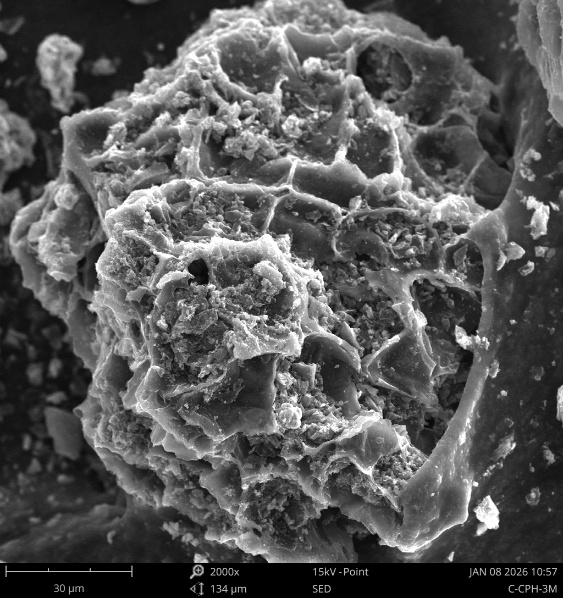 2000x 15kV -Point JAN 08 2026 10:57
30 µm 134 µm SED C-CPH-3M